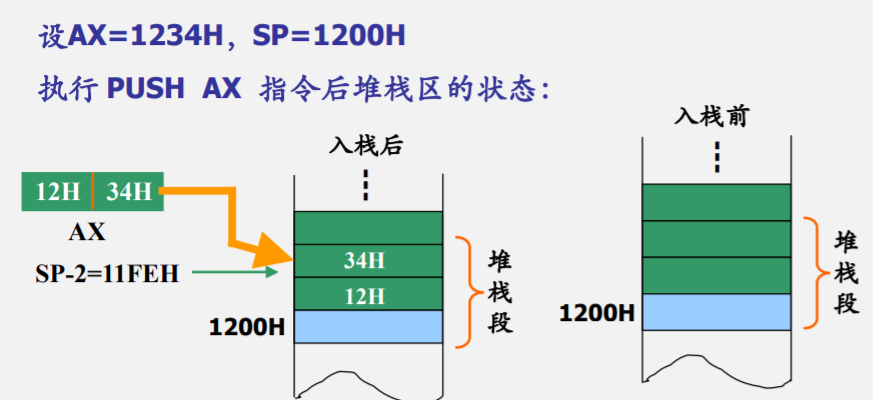 设AX=1234H，SP=1200H
执行 PUSH AX 指令后堆栈区的状态：
入栈后
入栈前
12H 34H
AX
SP-2=11FEH
34H
12H
1200H
堆栈段
1200H
堆栈段